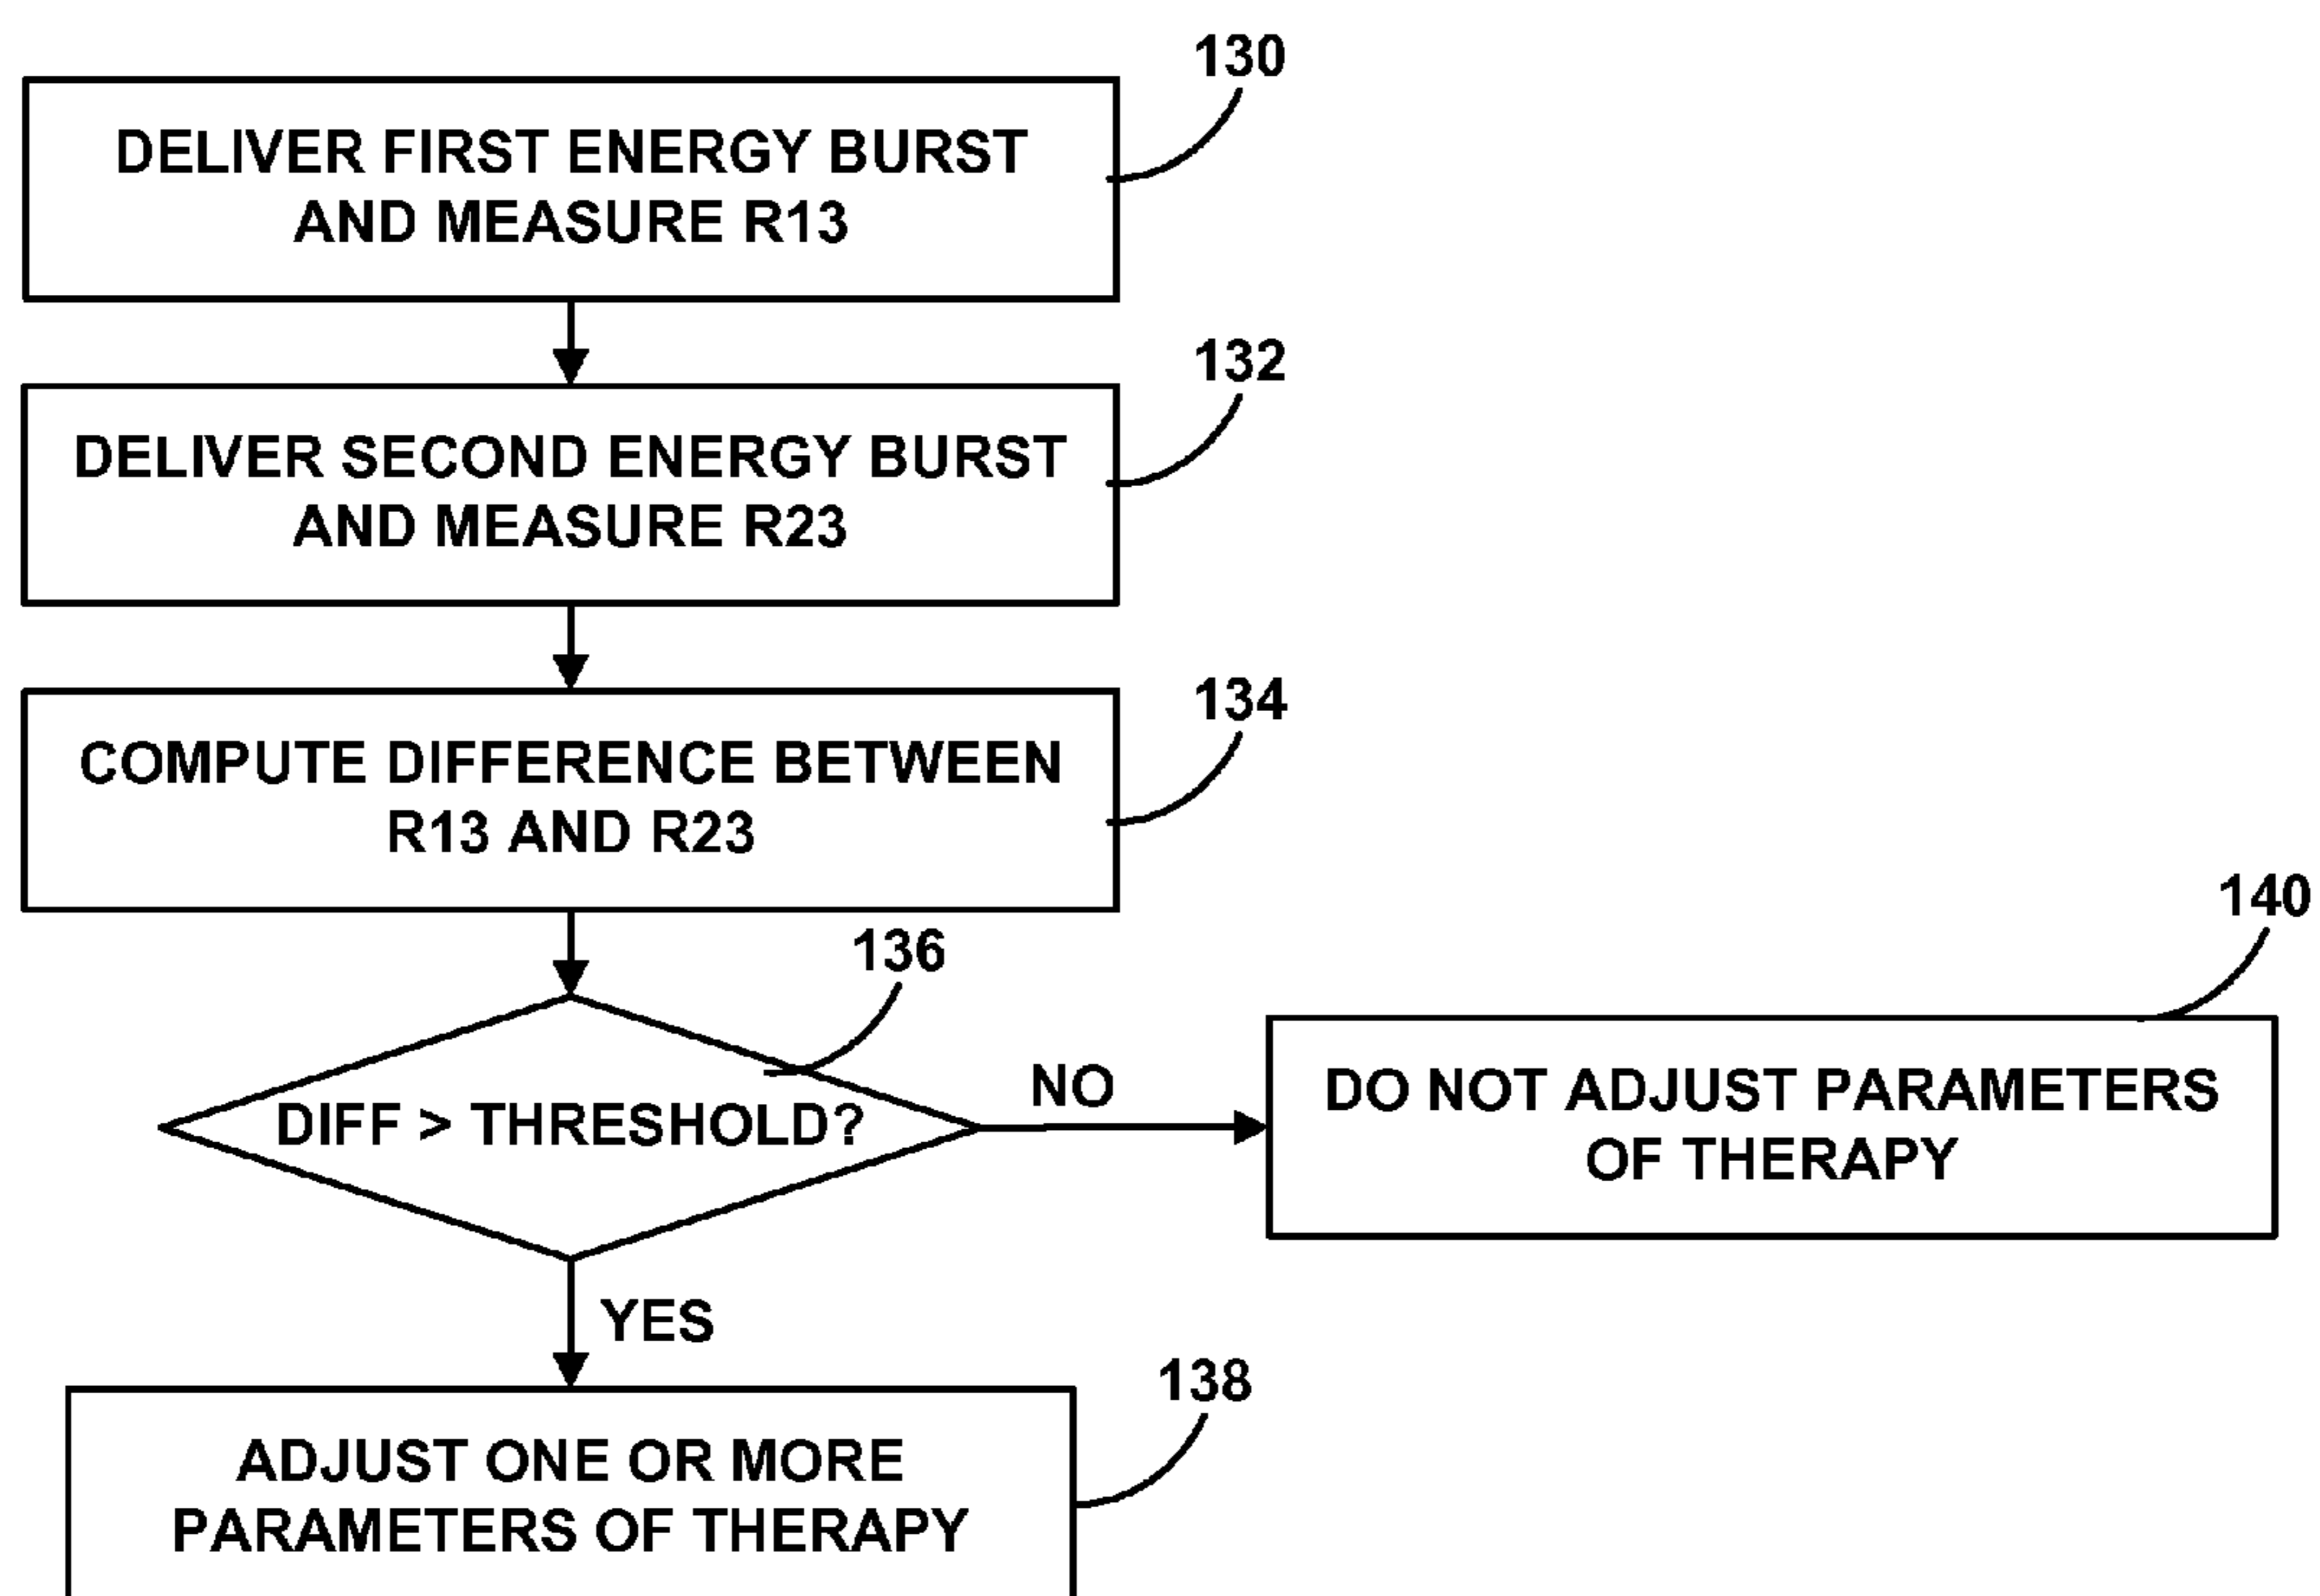 130
DELIVER FIRST ENERGY BURST
AND MEASURE R13
132
DELIVER SECOND ENERGY BURST
AND MEASURE R23
134
COMPUTE DIFFERENCE BETWEEN
R13 AND R23
136
DIFF > THRESHOLD?
NO
140
DO NOT ADJUST PARAMETERS
OF THERAPY
YES
138
ADJUST ONE OR MORE
PARAMETERS OF THERAPY